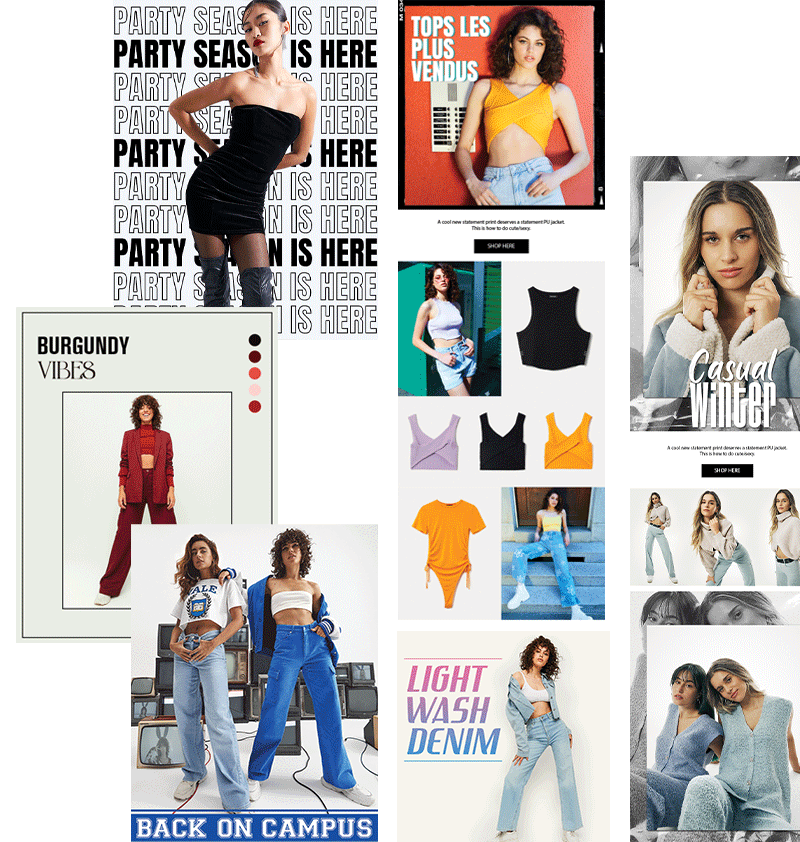 PARTY SEASON IS HERE
PARTY SEASON IS HERE
PARTY SEASON IS HERE
PARTY SEASON IS HERE
PARTY SEASON IS HERE
PARTY SEASON IS HERE
PARTY SEASON IS HERE
PARTY SEASON IS HERE
PARTY SEASON IS HERE
PARTY SEASON IS HERE
BURGUNDY
VIBES
YALE
BACK ON CAMPUS
TOPS LES
PLUS
VENDUS
A cool new statement print deserves a statement PU jacket.
This is how to do cute/sexy.
SHOP HERE
LIGHT
WASH
DENIM
Casual
Winter
A cool new statement print deserves a statement PU jacket.
This is how to do cute/sexy.
SHOP HERE